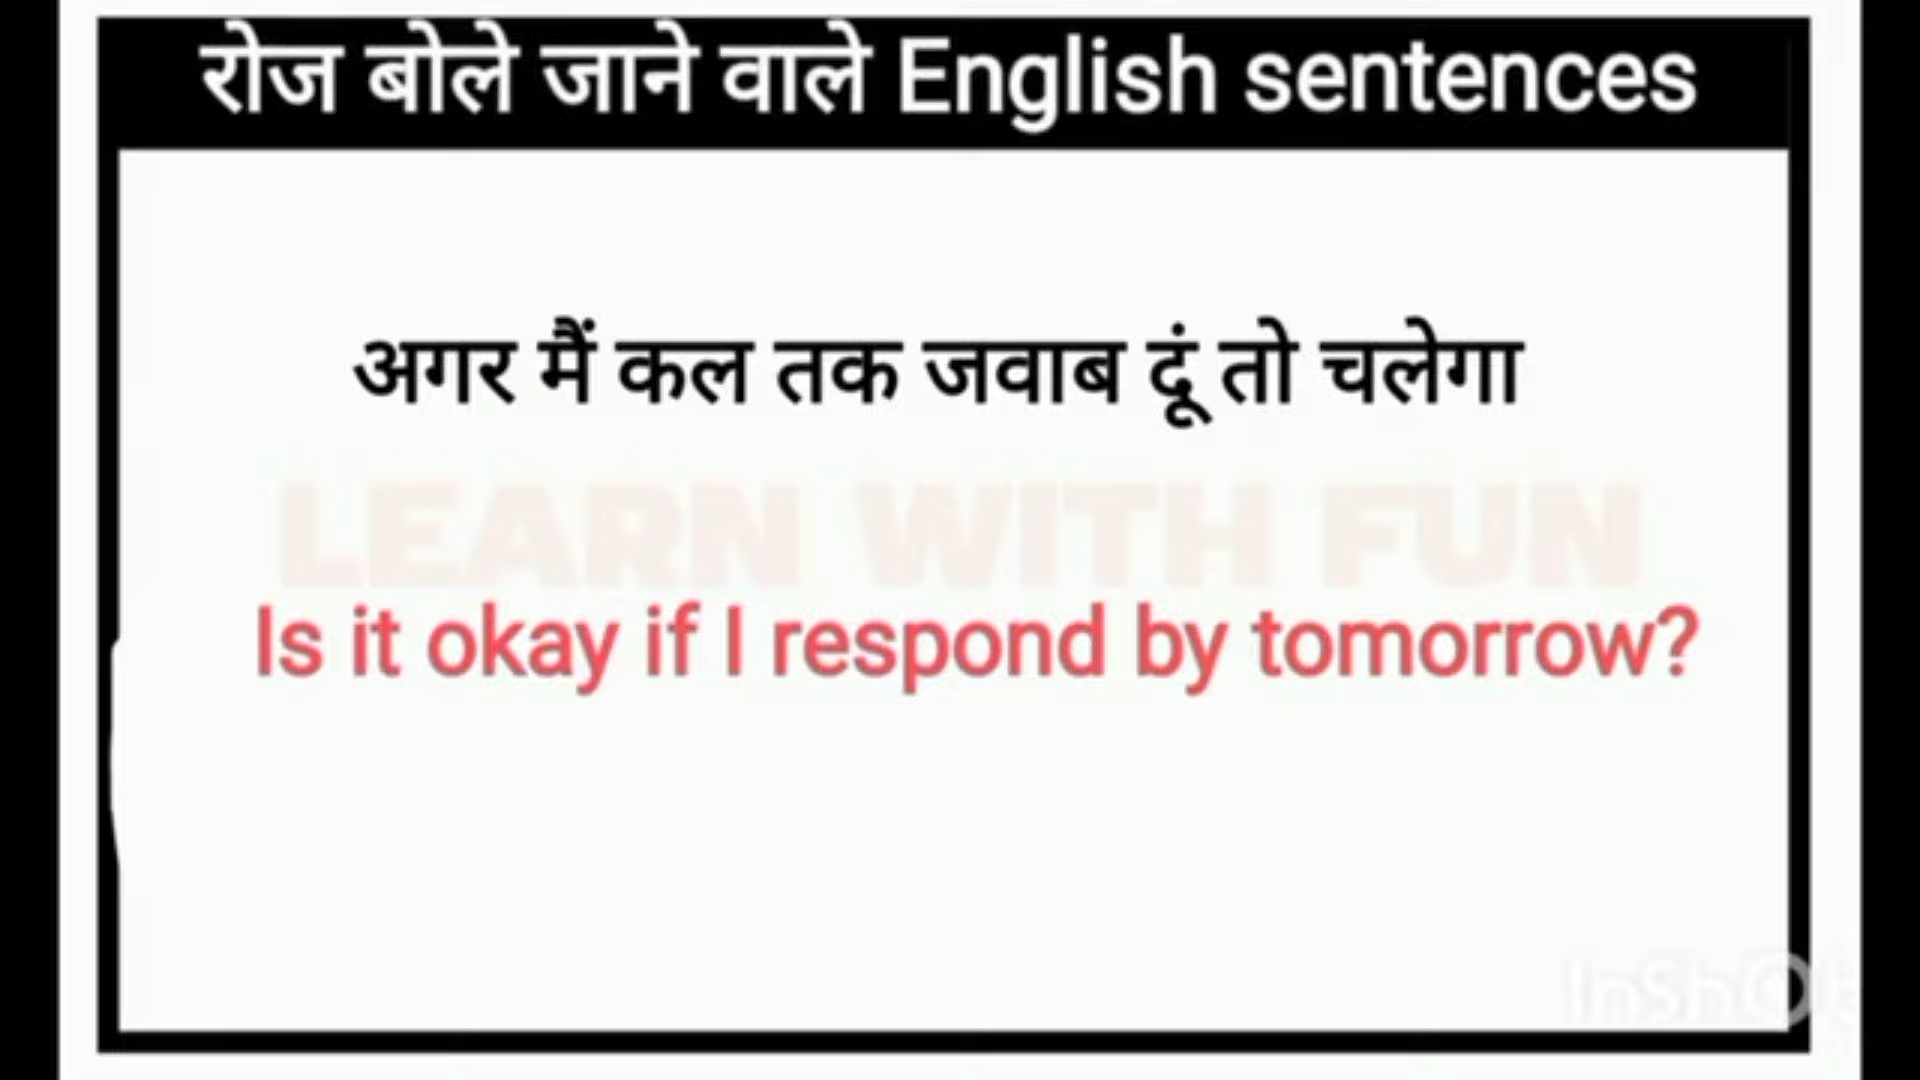 रोज बोले जाने वाले English sentences
अगर मैं कल तक जवाब दूं तो चलेगा
LEARN WITH FUN
Is it okay if I respond by tomorrow?
InShOt